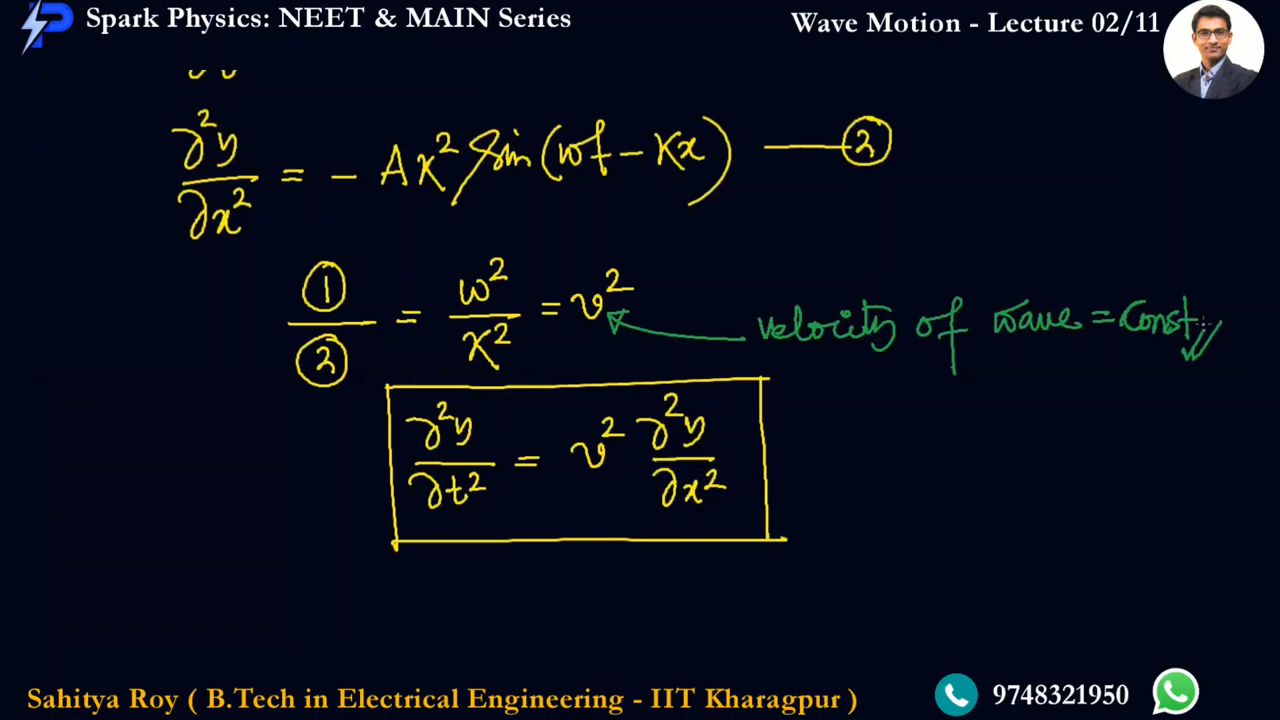 Spark Physics: NEET & MAIN Series
Wave Motion - Lecture 02/11
∂²y/∂x² = - AK² sin(ωt - Kx) —— ②
①/② = ω²/K² = v² velocity of wave = Const.
∂²y/∂t² = v² ∂²y/∂x²
Sahitya Roy ( B.Tech in Electrical Engineering - IIT Kharagpur )
9748321950